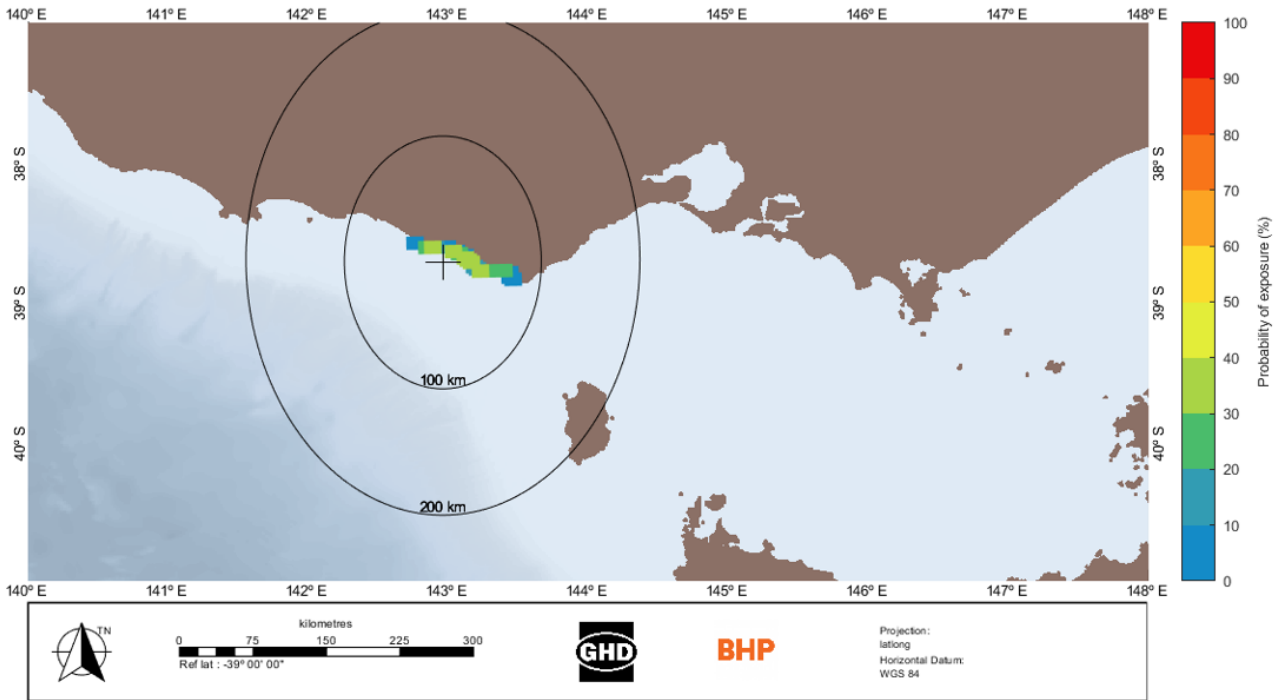 140° E 141° E 142° E 143° E 144° E 145° E 146° E 147° E 148° E
38° S
39° S
40° S
38° S
39° S
40° S
100 km
200 km
100
90
80
70
60
50
40
30
20
10
0
Probability of exposure (%)
140° E 141° E 142° E 143° E 144° E 145° E 146° E 147° E 148° E
TN
kilometres
0 75 150 225 300
Ref lat : -39° 00' 00"
GHD
BHP
Projection:
latlong
Horizontal Datum:
WGS 84